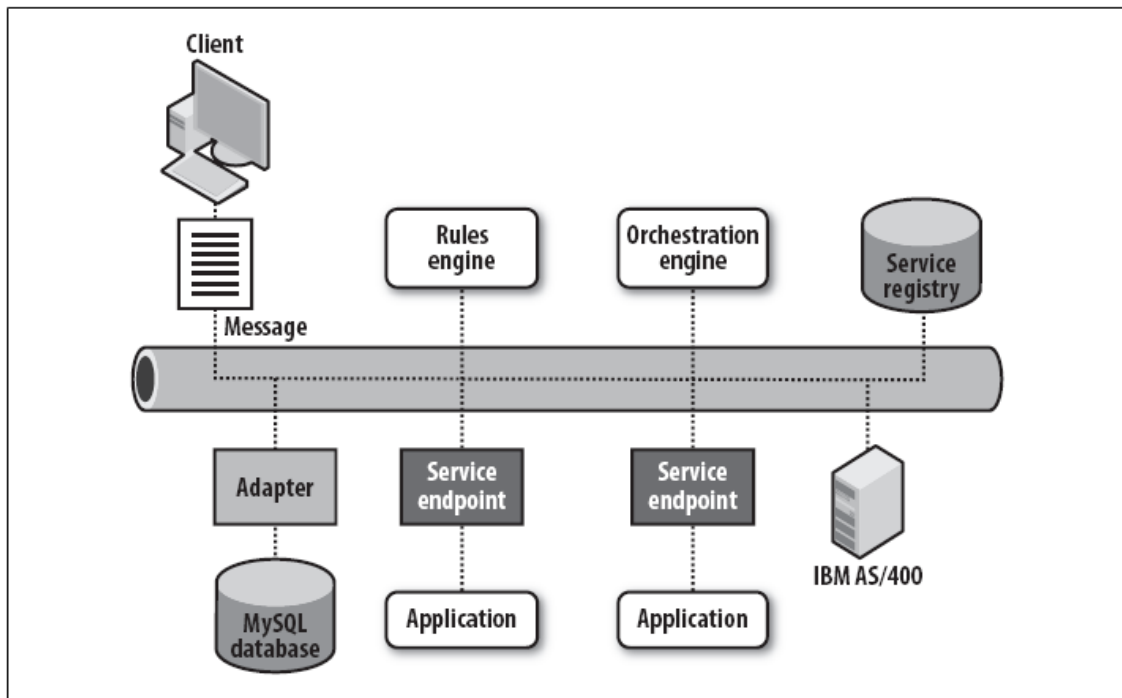 Client
Rules
engine
Orchestration
engine
Service
registry
Message
Adapter
Service
endpoint
Service
endpoint
IBM AS/400
MySQL
database
Application
Application